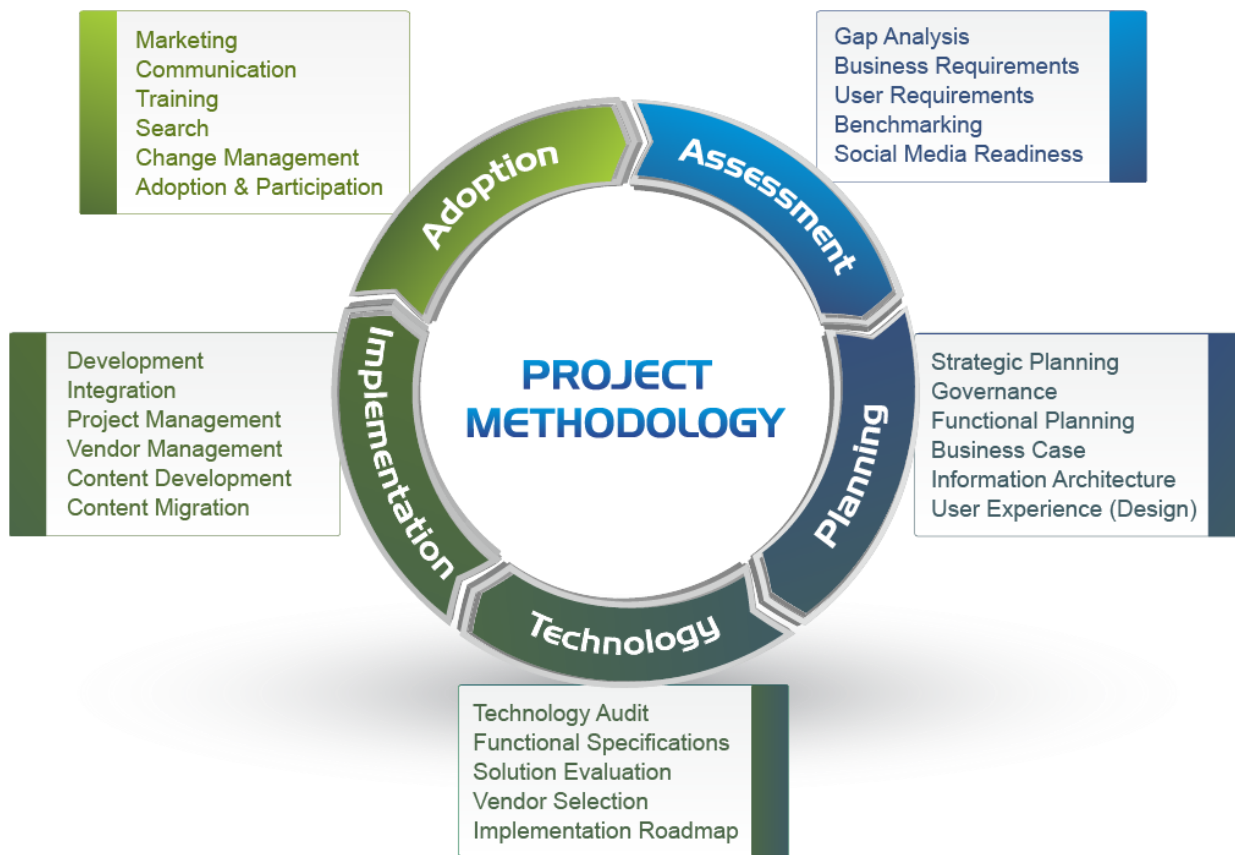 Marketing
Communication
Training
Search
Change Management
Adoption & Participation
Gap Analysis
Business Requirements
User Requirements
Benchmarking
Social Media Readiness
Adoption
Assessment
PROJECT
METHODOLOGY
Development
Integration
Project Management
Vendor Management
Content Development
Content Migration
Implementation
Planning
Strategic Planning
Governance
Functional Planning
Business Case
Information Architecture
User Experience (Design)
Technology
Technology Audit
Functional Specifications
Solution Evaluation
Vendor Selection
Implementation Roadmap